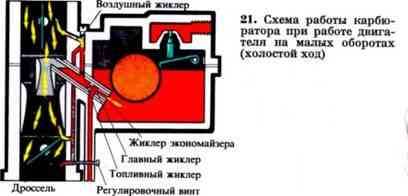 Воздушный жиклер
21. Схема работы карбю-
ратора при работе двига-
теля на малых оборотах
(холостой ход)
Жиклер экономайзера
Главный жиклер
Топливный жиклер
Дроссель
Регулировочный винт